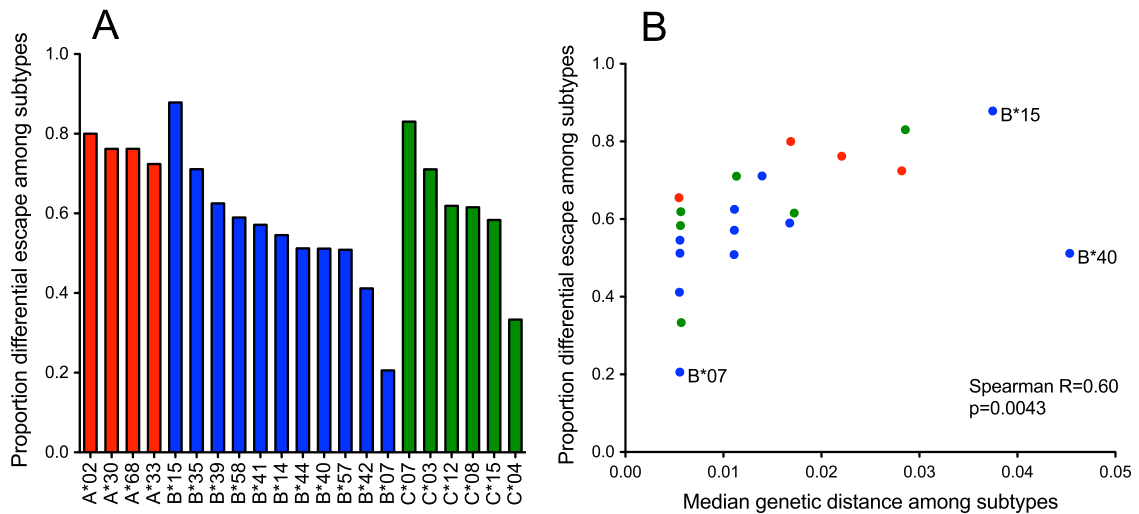 A
Proportion differential escape among subtypes
1.0
0.8
0.6
0.4
0.2
0.0
A*02
A*30
A*68
A*33
B*15
B*35
B*39
B*58
B*41
B*14
B*44
B*40
B*57
B*42
B*07
C*07
C*03
C*12
C*08
C*15
C*04
B
Proportion differential escape among subtypes
1.0
0.8
0.6
0.4
0.2
0.0
B*15
B*40
B*07
Spearman R=0.60
p=0.0043
0.00
0.01
0.02
0.03
0.04
0.05
Median genetic distance among subtypes